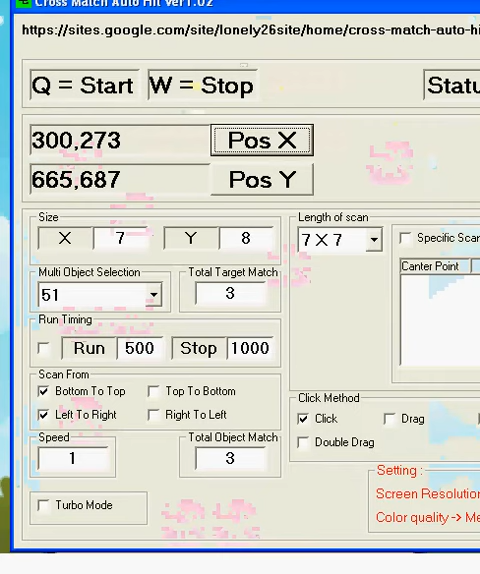 Cross Match Auto Hit ver1.02
https://sites.google.com/site/lonely26site/home/cross-match-auto-hi
Q = Start W = Stop Statu
300,273 Pos X
665,687 Pos Y
Size Length of scan
X 7 Y 8 7 X 7 Specific Scan
Multi Object Selection Total Target Match Canter Point
51 3
Run Timing
Run 500 Stop 1000
Scan From
Bottom To Top Top To Bottom Click Method
Left To Right Right To Left Click Drag
Speed Total Object Match Double Drag
1 3
Setting :
Turbo Mode Screen Resolution
Color quality -> Me